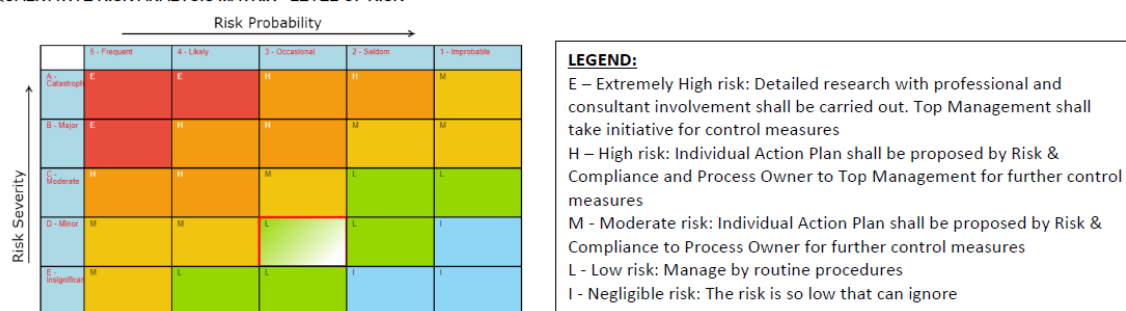 Risk Probability
5 - Frequent 4 - Likely 3 - Occasional 2 - Seldom 1 - Improbable
A -
Catastroph E E H H M
B - Major E H H M M
C -
Moderate H H M L L
D - Minor M M L L I
E -
Insignifican M L L I I
Risk Severity
LEGEND:
E – Extremely High risk: Detailed research with professional and
consultant involvement shall be carried out. Top Management shall
take initiative for control measures
H – High risk: Individual Action Plan shall be proposed by Risk &
Compliance and Process Owner to Top Management for further control
measures
M - Moderate risk: Individual Action Plan shall be proposed by Risk &
Compliance to Process Owner for further control measures
L - Low risk: Manage by routine procedures
I - Negligible risk: The risk is so low that can ignore